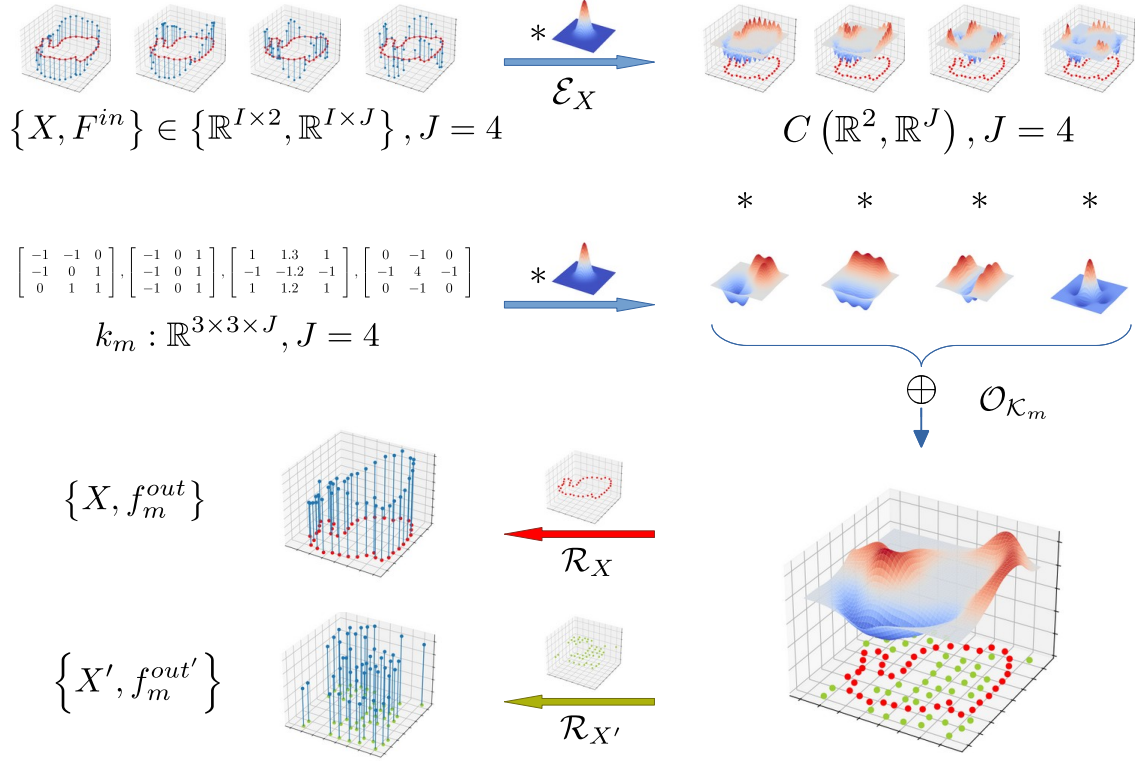 *
ℰ_X
{X, F^{in}} ∈ {ℝ^{I×2}, ℝ^{I×J}}, J = 4
C(ℝ^2, ℝ^J), J = 4
* * * *
[−1 −1 0; −1 0 1; 0 1 1], [−1 0 1; −1 0 1; −1 0 1], [1 1.3 1; −1 −1.2 −1; 1 1.2 1], [0 −1 0; −1 4 −1; 0 −1 0]
*
k_m : ℝ^{3×3×J}, J = 4
⊕ 𝒪_{𝒦_m}
{X, f_m^{out}}
ℛ_X
{X′, f_m^{out′}}
ℛ_{X′}